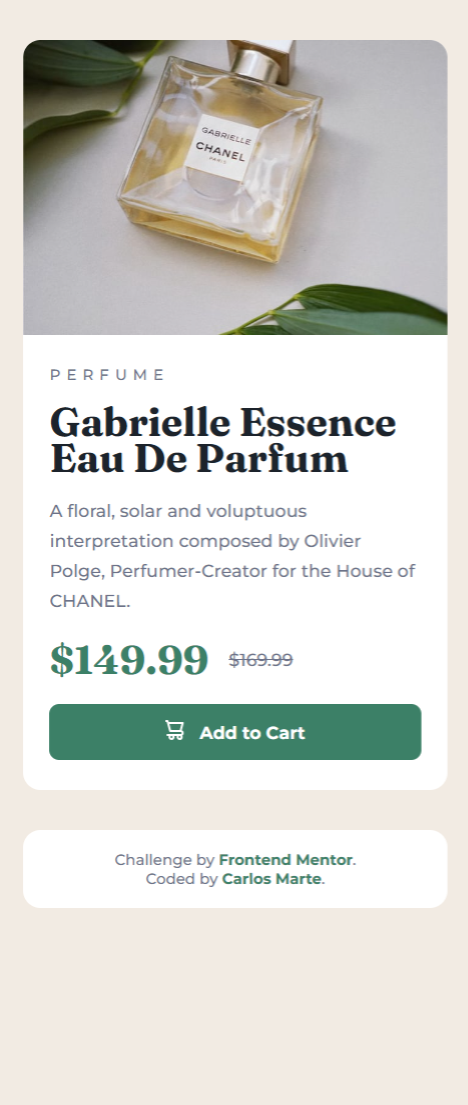 GABRIELLE
CHANEL
PARIS
PERFUME
Gabrielle Essence
Eau De Parfum
A floral, solar and voluptuous
interpretation composed by Olivier
Polge, Perfumer-Creator for the House of
CHANEL.
$149.99 $169.99
Add to Cart
Challenge by Frontend Mentor.
Coded by Carlos Marte.